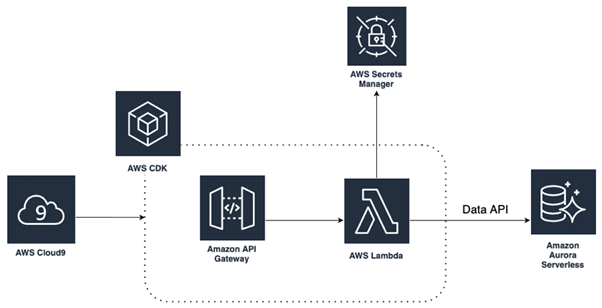 AWS Secrets
Manager
AWS CDK
9
AWS Cloud9
</>
Amazon API
Gateway
AWS Lambda
Data API
Amazon
Aurora
Serverless